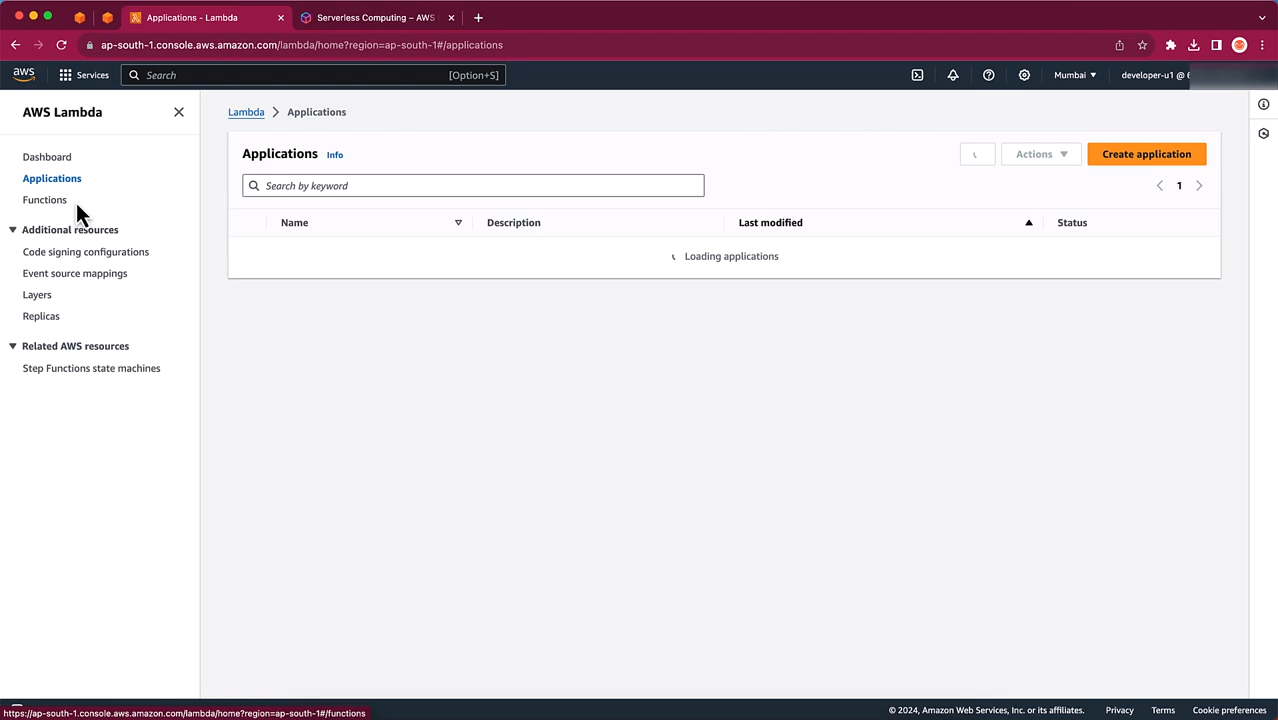 Applications - Lambda
Serverless Computing – AWS
ap-south-1.console.aws.amazon.com/lambda/home?region=ap-south-1#/applications
aws
Services
Search
[Option+S]
Mumbai
developer-u1 @ 6
AWS Lambda
Dashboard
Applications
Functions
Additional resources
Code signing configurations
Event source mappings
Layers
Replicas
Related AWS resources
Step Functions state machines
Lambda > Applications
Applications Info
Actions
Create application
Search by keyword
1
Name
Description
Last modified
Status
Loading applications
https://ap-south-1.console.aws.amazon.com/lambda/home?region=ap-south-1#/functions
© 2024, Amazon Web Services, Inc. or its affiliates.
Privacy
Terms
Cookie preferences